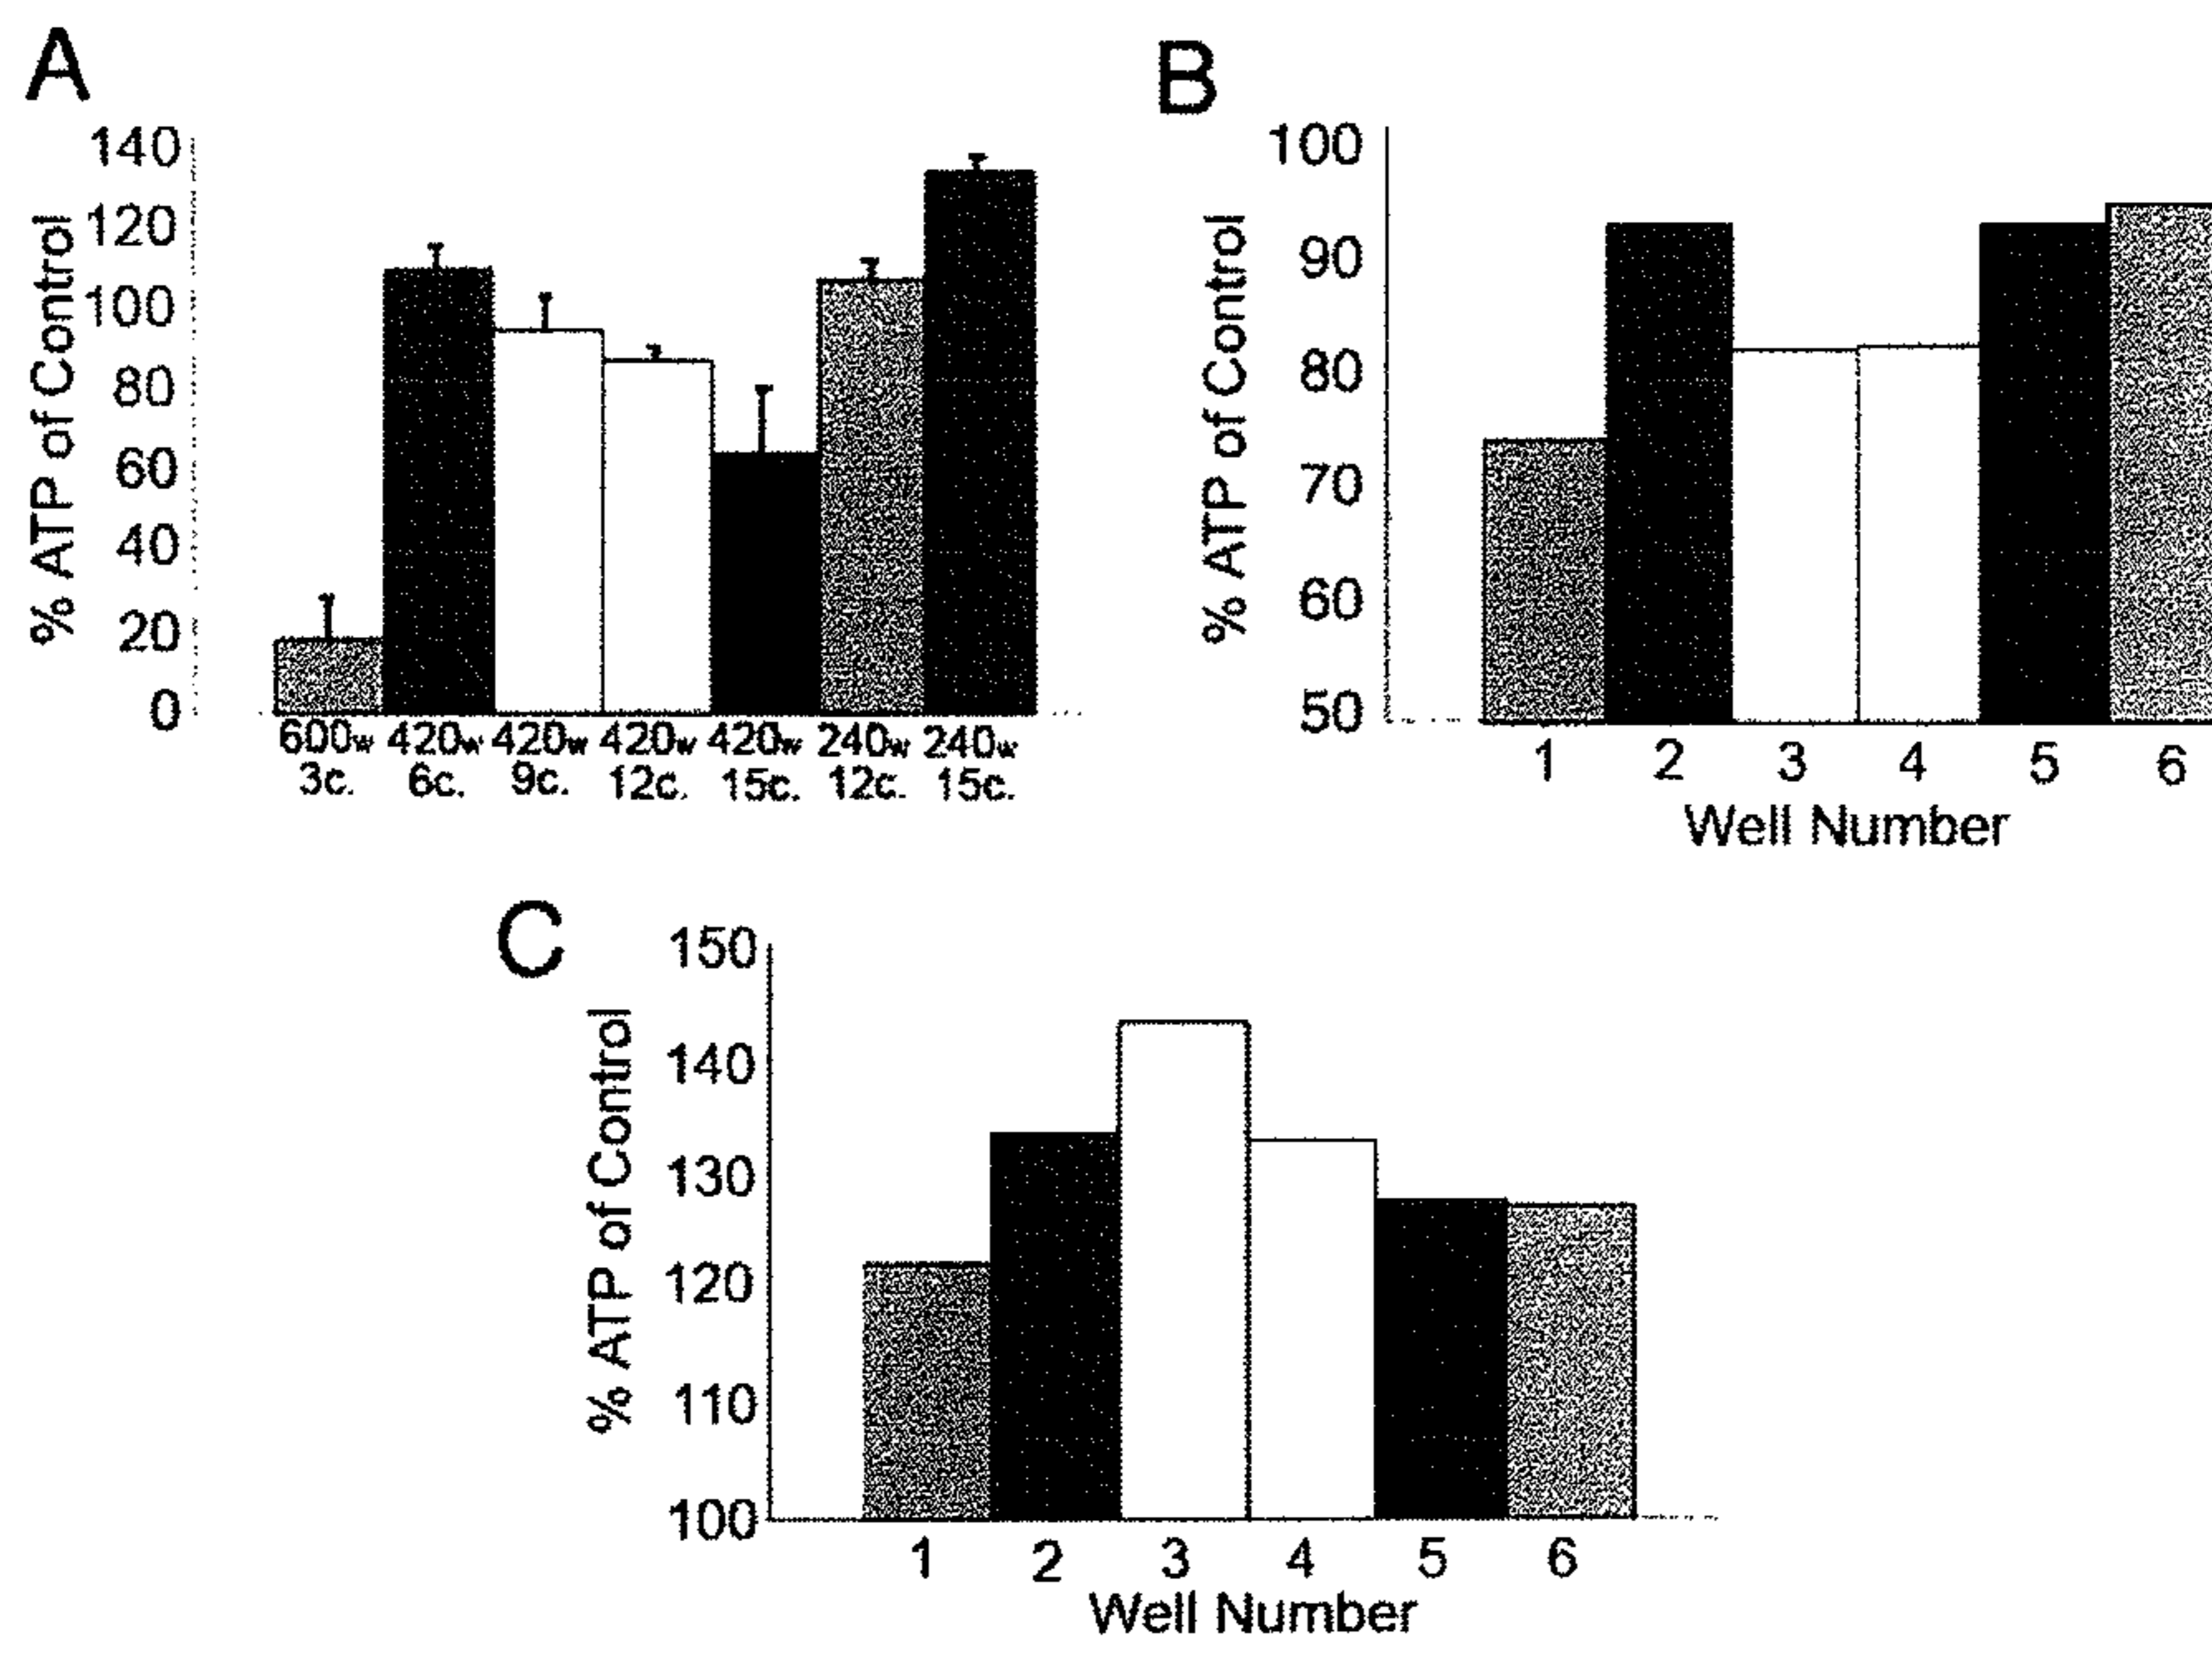 A
% ATP of Control
140
120
100
80
60
40
20
0
600w 420w 420w 420w 420w 240w 240w
3c. 6c. 9c. 12c. 15c. 12c. 15c.
B
% ATP of Control
100
90
80
70
60
50
1 2 3 4 5 6
Well Number
C
% ATP of Control
150
140
130
120
110
100
1 2 3 4 5 6
Well Number